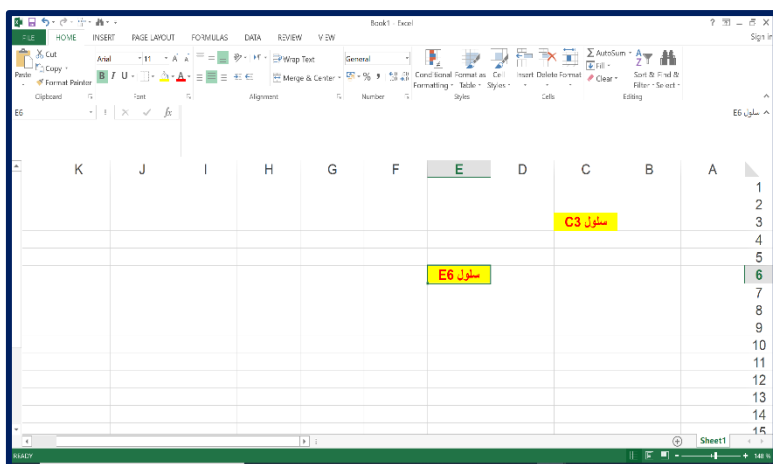 Book1 - Excel
FILE HOME INSERT PAGE LAYOUT FORMULAS DATA REVIEW VIEW Sign in
Cut Arial 11 Wrap Text General AutoSum
Copy Fill
Paste Format Painter B I U Merge & Center % Conditional Format as Cell Insert Delete Format Clear Sort & Find &
Formatting Table Styles Filter Select
Clipboard Font Alignment Number Styles Cells Editing
E6 fx سلول E6
K J I H G F E D C B A
1
2
سلول C3 3
4
5
سلول E6 6
7
8
9
10
11
12
13
14
15
Sheet1
READY 148 %